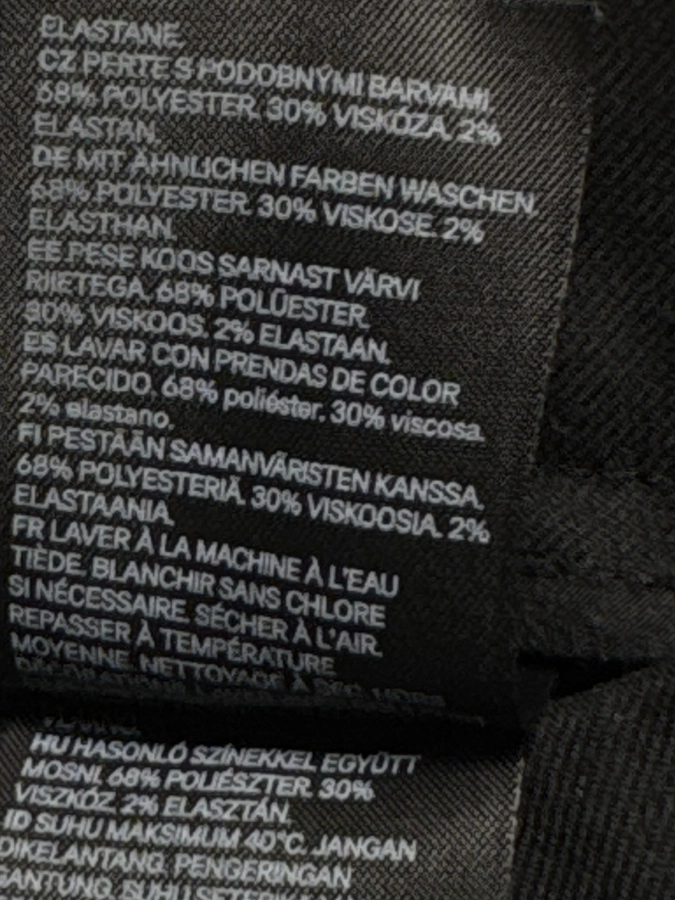 ELASTANE.
CZ PERTE S PODOBNÝMI BARVAMI.
68% POLYESTER. 30% VISKÓZA. 2%
ELASTAN.
DE MIT ÄHNLICHEN FARBEN WASCHEN.
68% POLYESTER. 30% VISKOSE. 2%
ELASTHAN.
EE PESE KOOS SARNAST VÄRVI
RIIETEGA. 68% POLÜESTER.
30% VISKOOS. 2% ELASTAAN.
ES LAVAR CON PRENDAS DE COLOR
PARECIDO. 68% poliéster. 30% viscosa.
2% elastano.
FI PESTÄÄN SAMANVÄRISTEN KANSSA.
68% POLYESTERIÄ. 30% VISKOOSIA. 2%
ELASTAANIA.
FR LAVER À LA MACHINE À L'EAU
TIÈDE. BLANCHIR SANS CHLORE
SI NÉCESSAIRE. SÉCHER À L'AIR.
REPASSER À TEMPÉRATURE
MOYENNE. NETTOYAGE À SEC
HU HASONLÓ SZÍNEKKEL EGYÜTT
MOSNI. 68% POLIÉSZTER. 30%
VISZKÓZ. 2% ELASZTÁN.
ID SUHU MAKSIMUM 40°C. JANGAN
DIKELANTANG. PENGERINGAN
GANTUNG. SUHU